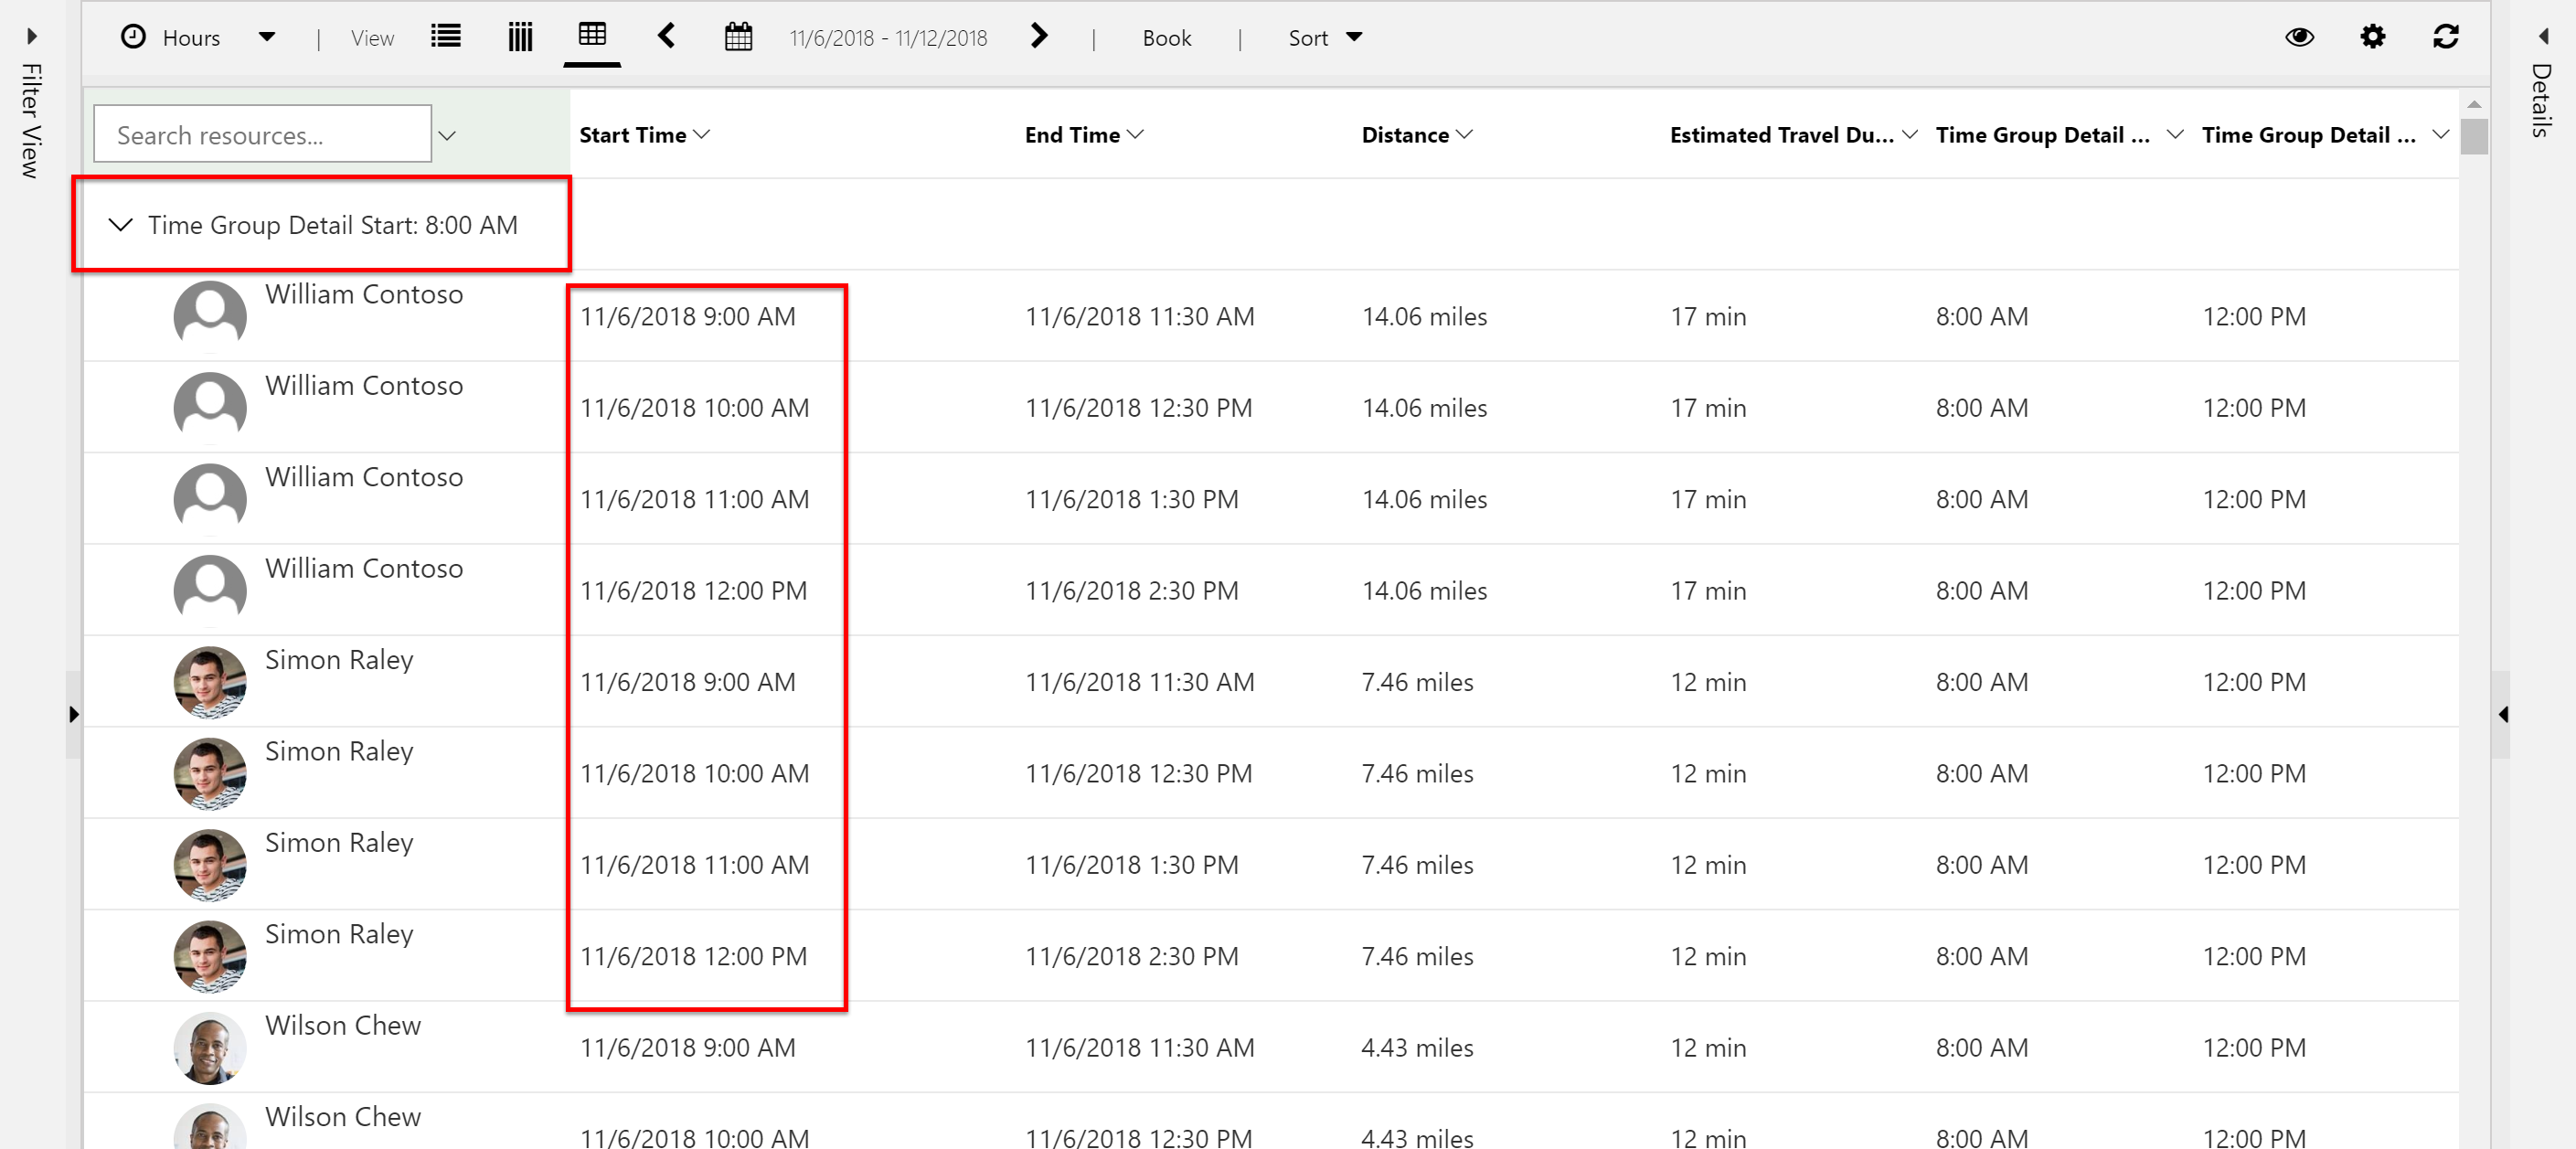 Hours | View 11/6/2018 - 11/12/2018 | Book | Sort
Filter View
Details
Search resources... Start Time End Time Distance Estimated Travel Du... Time Group Detail ... Time Group Detail ...
Time Group Detail Start: 8:00 AM
William Contoso 11/6/2018 9:00 AM 11/6/2018 11:30 AM 14.06 miles 17 min 8:00 AM 12:00 PM
William Contoso 11/6/2018 10:00 AM 11/6/2018 12:30 PM 14.06 miles 17 min 8:00 AM 12:00 PM
William Contoso 11/6/2018 11:00 AM 11/6/2018 1:30 PM 14.06 miles 17 min 8:00 AM 12:00 PM
William Contoso 11/6/2018 12:00 PM 11/6/2018 2:30 PM 14.06 miles 17 min 8:00 AM 12:00 PM
Simon Raley 11/6/2018 9:00 AM 11/6/2018 11:30 AM 7.46 miles 12 min 8:00 AM 12:00 PM
Simon Raley 11/6/2018 10:00 AM 11/6/2018 12:30 PM 7.46 miles 12 min 8:00 AM 12:00 PM
Simon Raley 11/6/2018 11:00 AM 11/6/2018 1:30 PM 7.46 miles 12 min 8:00 AM 12:00 PM
Simon Raley 11/6/2018 12:00 PM 11/6/2018 2:30 PM 7.46 miles 12 min 8:00 AM 12:00 PM
Wilson Chew 11/6/2018 9:00 AM 11/6/2018 11:30 AM 4.43 miles 12 min 8:00 AM 12:00 PM
Wilson Chew 11/6/2018 10:00 AM 11/6/2018 12:30 PM 4.43 miles 12 min 8:00 AM 12:00 PM